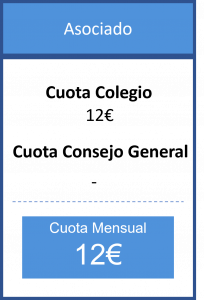 Asociado
Cuota Colegio
12€
Cuota Consejo General
-
Cuota Mensual
12€